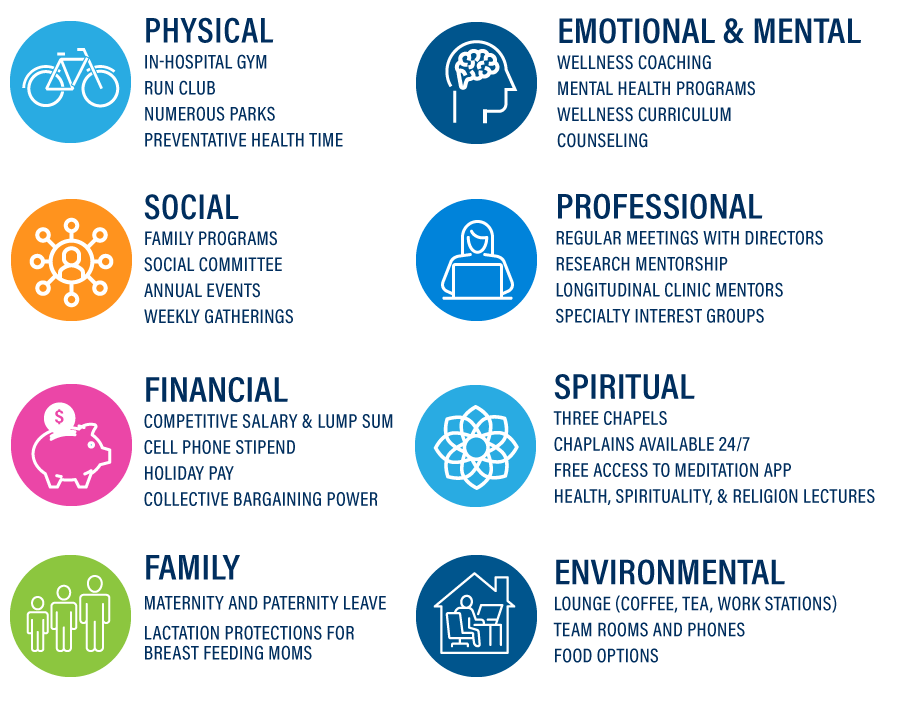 PHYSICAL
IN-HOSPITAL GYM
RUN CLUB
NUMEROUS PARKS
PREVENTATIVE HEALTH TIME
EMOTIONAL & MENTAL
WELLNESS COACHING
MENTAL HEALTH PROGRAMS
WELLNESS CURRICULUM
COUNSELING
SOCIAL
FAMILY PROGRAMS
SOCIAL COMMITTEE
ANNUAL EVENTS
WEEKLY GATHERINGS
PROFESSIONAL
REGULAR MEETINGS WITH DIRECTORS
RESEARCH MENTORSHIP
LONGITUDINAL CLINIC MENTORS
SPECIALTY INTEREST GROUPS
$
FINANCIAL
COMPETITIVE SALARY & LUMP SUM
CELL PHONE STIPEND
HOLIDAY PAY
COLLECTIVE BARGAINING POWER
SPIRITUAL
THREE CHAPELS
CHAPLAINS AVAILABLE 24/7
FREE ACCESS TO MEDITATION APP
HEALTH, SPIRITUALITY, & RELIGION LECTURES
FAMILY
MATERNITY AND PATERNITY LEAVE
LACTATION PROTECTIONS FOR
BREAST FEEDING MOMS
ENVIRONMENTAL
LOUNGE (COFFEE, TEA, WORK STATIONS)
TEAM ROOMS AND PHONES
FOOD OPTIONS